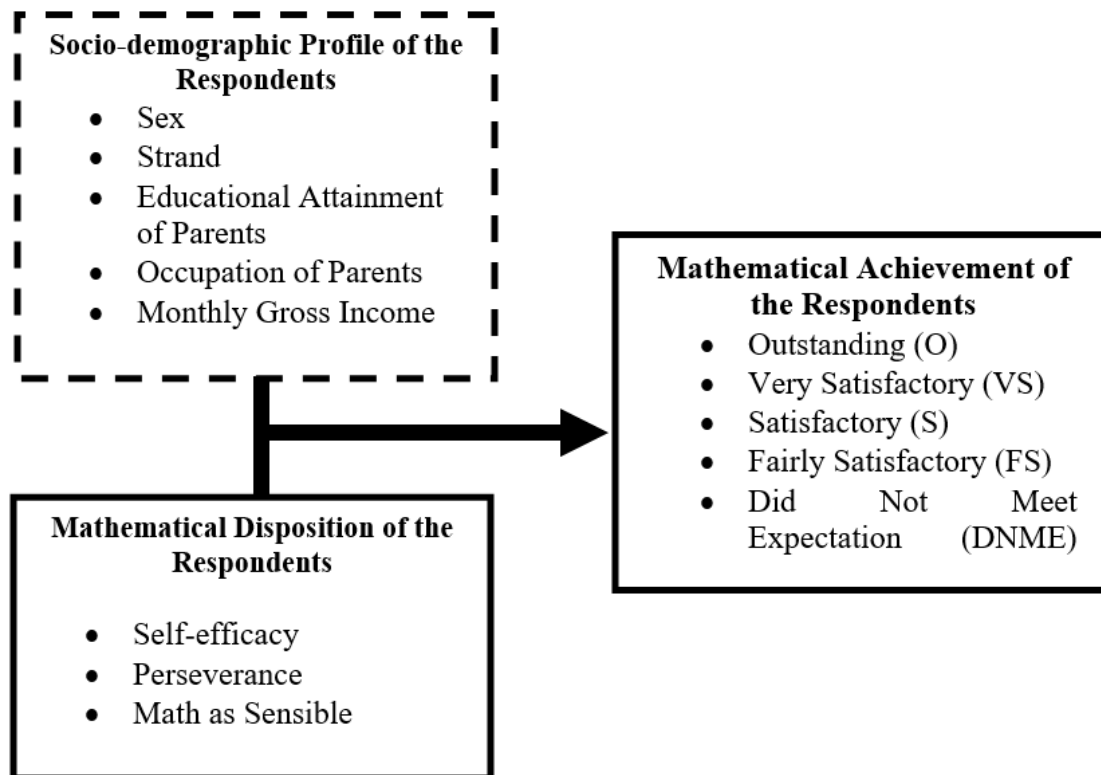 Socio-demographic Profile of the
Respondents
• Sex
• Strand
• Educational Attainment
of Parents
• Occupation of Parents
• Monthly Gross Income
Mathematical Disposition of the
Respondents
• Self-efficacy
• Perseverance
• Math as Sensible
Mathematical Achievement of
the Respondents
• Outstanding (O)
• Very Satisfactory (VS)
• Satisfactory (S)
• Fairly Satisfactory (FS)
• Did Not Meet
Expectation (DNME)